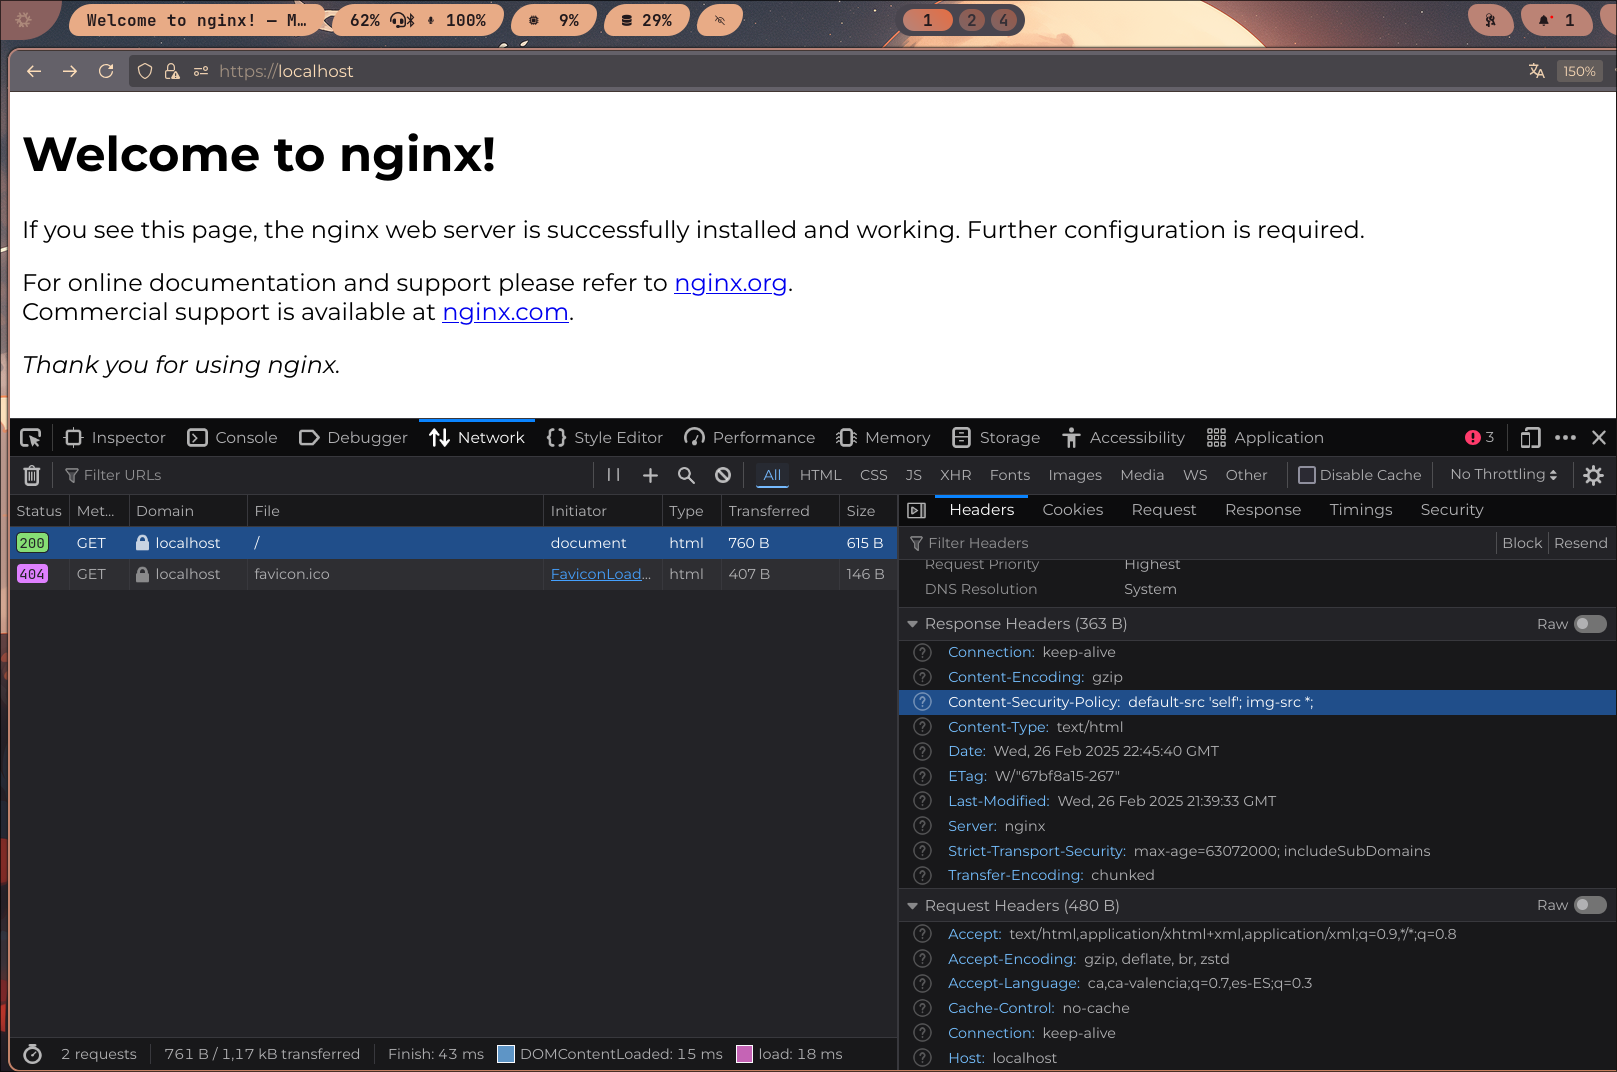 Welcome to nginx! — M… 62% 100% 9% 29% 1 2 4 1
https://localhost 150%
Welcome to nginx!
If you see this page, the nginx web server is successfully installed and working. Further configuration is required.
For online documentation and support please refer to nginx.org.
Commercial support is available at nginx.com.
Thank you for using nginx.
Inspector Console Debugger Network Style Editor Performance Memory Storage Accessibility Application 3
Filter URLs All HTML CSS JS XHR Fonts Images Media WS Other Disable Cache No Throttling
Status Met… Domain File Initiator Type Transferred Size
200 GET localhost / document html 760 B 615 B
404 GET localhost favicon.ico FaviconLoad… html 407 B 146 B
2 requests 761 B / 1,17 kB transferred Finish: 43 ms DOMContentLoaded: 15 ms load: 18 ms
Headers Cookies Request Response Timings Security
Filter Headers Block Resend
Request Priority Highest
DNS Resolution System
Response Headers (363 B) Raw
Connection: keep-alive
Content-Encoding: gzip
Content-Security-Policy: default-src 'self'; img-src *;
Content-Type: text/html
Date: Wed, 26 Feb 2025 22:45:40 GMT
ETag: W/"67bf8a15-267"
Last-Modified: Wed, 26 Feb 2025 21:39:33 GMT
Server: nginx
Strict-Transport-Security: max-age=63072000; includeSubDomains
Transfer-Encoding: chunked
Request Headers (480 B) Raw
Accept: text/html,application/xhtml+xml,application/xml;q=0.9,*/*;q=0.8
Accept-Encoding: gzip, deflate, br, zstd
Accept-Language: ca,ca-valencia;q=0.7,es-ES;q=0.3
Cache-Control: no-cache
Connection: keep-alive
Host: localhost